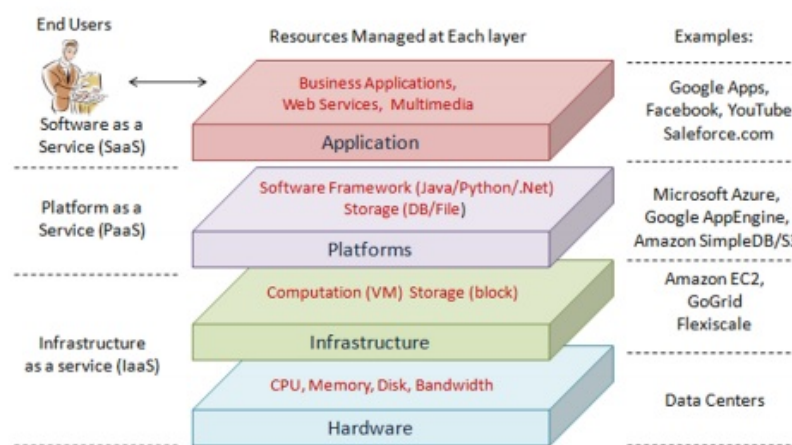 End Users
Resources Managed at Each layer
Examples:
Business Applications,
Web Services, Multimedia
Application
Software as a
Service (SaaS)
Google Apps,
Facebook, YouTube
Saleforce.com
Platform as a
Service (PaaS)
Software Framework (Java/Python/.Net)
Storage (DB/File)
Platforms
Microsoft Azure,
Google AppEngine,
Amazon SimpleDB/S3
Infrastructure
as a service (IaaS)
Computation (VM) Storage (block)
Infrastructure
Amazon EC2,
GoGrid
Flexiscale
CPU, Memory, Disk, Bandwidth
Hardware
Data Centers